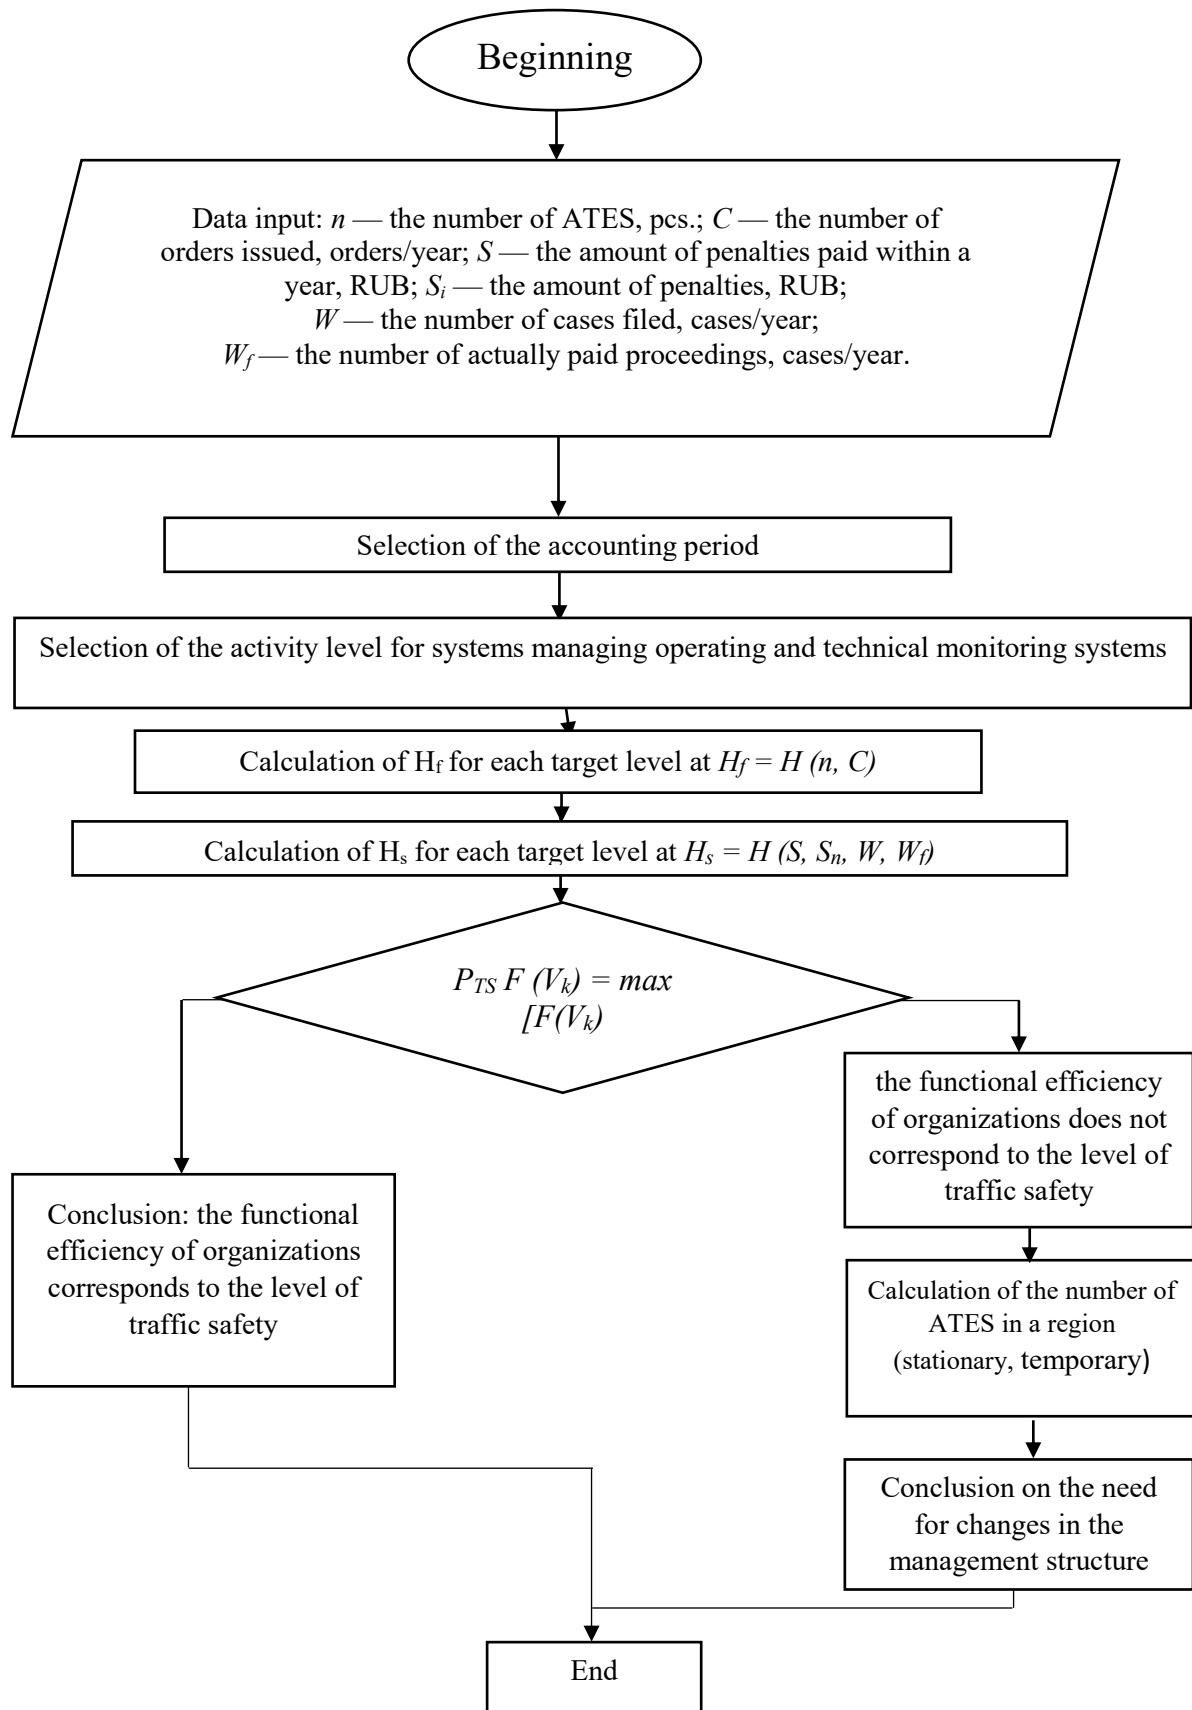 Beginning
Data input: n — the number of ATES, pcs.; C — the number of
orders issued, orders/year; S — the amount of penalties paid within a
year, RUB; Si — the amount of penalties, RUB;
W — the number of cases filed, cases/year;
Wf — the number of actually paid proceedings, cases/year.
Selection of the accounting period
Selection of the activity level for systems managing operating and technical monitoring systems
Calculation of Hf for each target level at Hf = H (n, C)
Calculation of Hs for each target level at Hs = H (S, Sn, W, Wf)
PTS F (Vk) = max
[F(Vk)
the functional efficiency
of organizations does not
correspond to the level of
traffic safety
Conclusion: the functional
efficiency of organizations
corresponds to the level of
traffic safety
Calculation of the number of
ATES in a region
(stationary, temporary)
Conclusion on the need
for changes in the
management structure
End